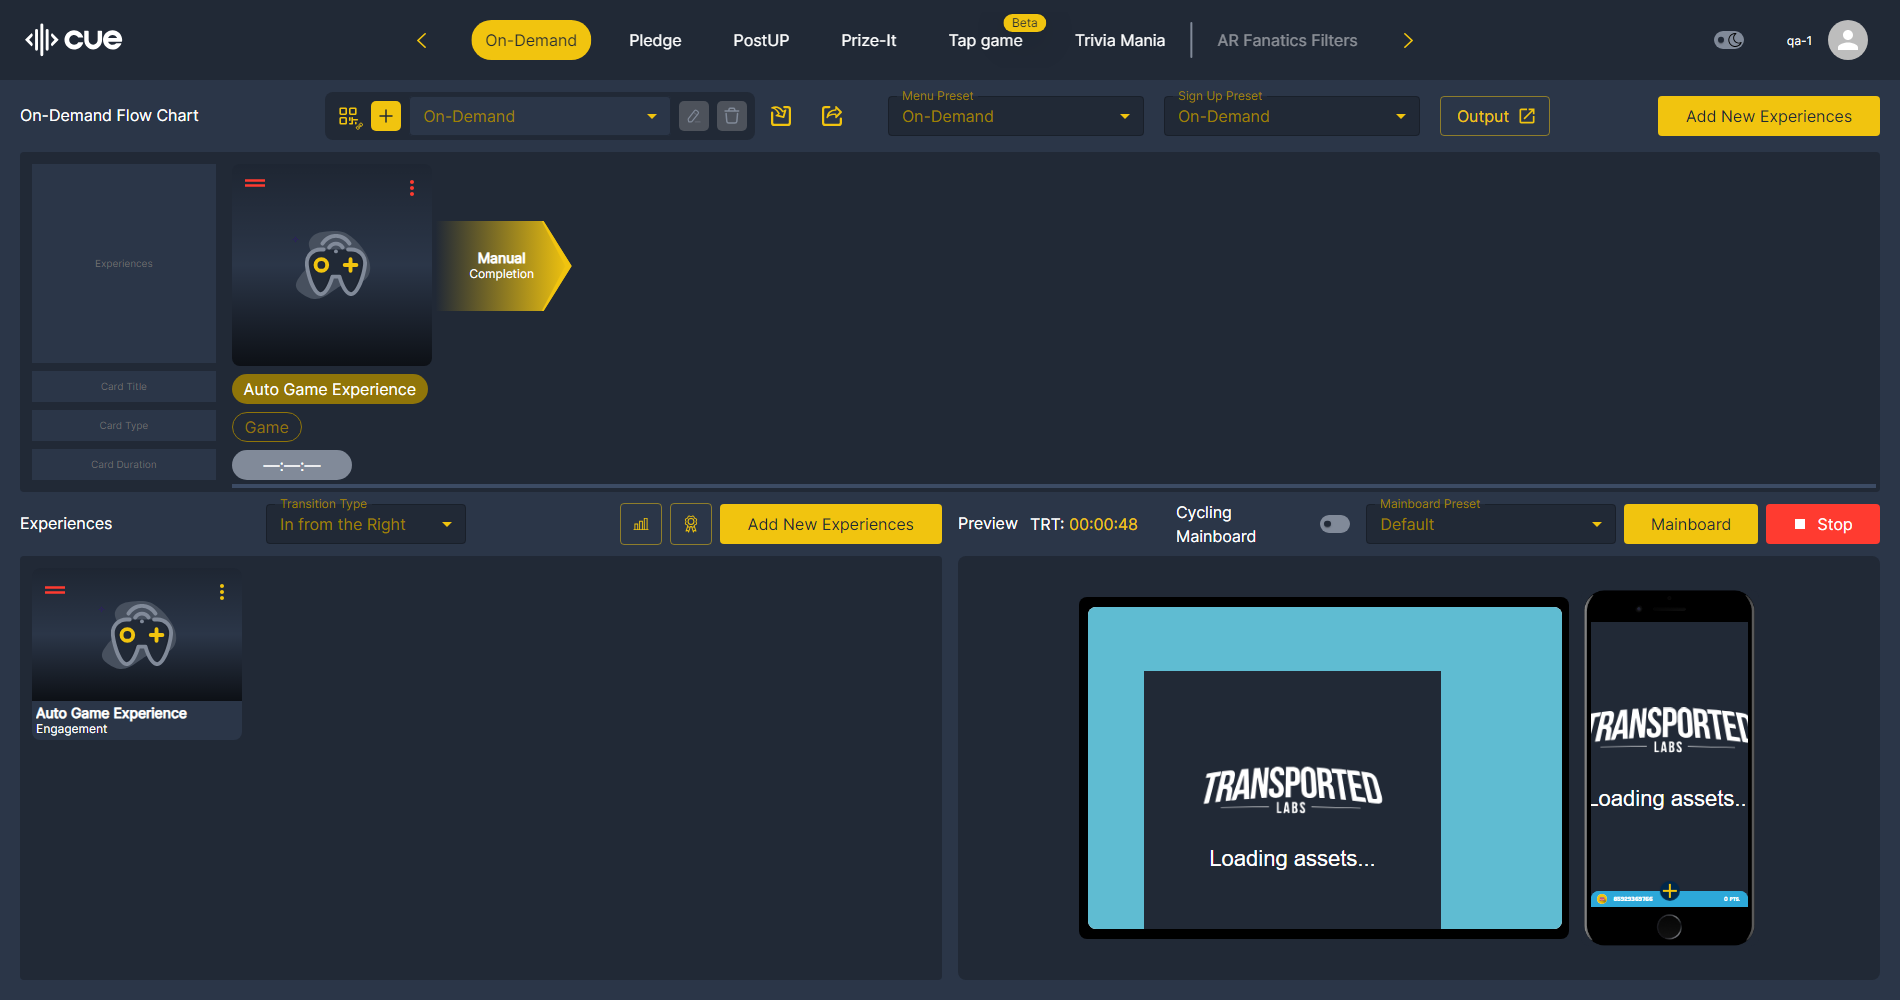 cue
On-Demand
Pledge
PostUP
Prize-It
Beta
Tap game
Trivia Mania
AR Fanatics Filters
qa-1
On-Demand Flow Chart
On-Demand
Menu Preset
On-Demand
Sign Up Preset
On-Demand
Output
Add New Experiences
Experiences
Manual
Completion
Card Title
Auto Game Experience
Card Type
Game
Card Duration
—:—:—
Experiences
Transition Type
In from the Right
Add New Experiences
Preview
TRT: 00:00:48
Cycling
Mainboard
Mainboard Preset
Default
Mainboard
Stop
Auto Game Experience
Engagement
TRANSPORTED
LABS
Loading assets...
TRANSPORTED
LABS
Loading assets..
0 PTS.